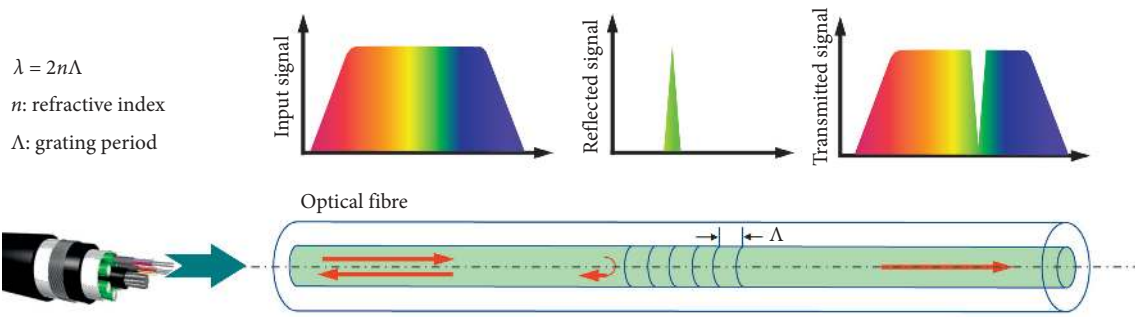 λ = 2nΛ
n: refractive index
Λ: grating period
Input signal
Reflected signal
Transmitted signal
Optical fibre
Λ